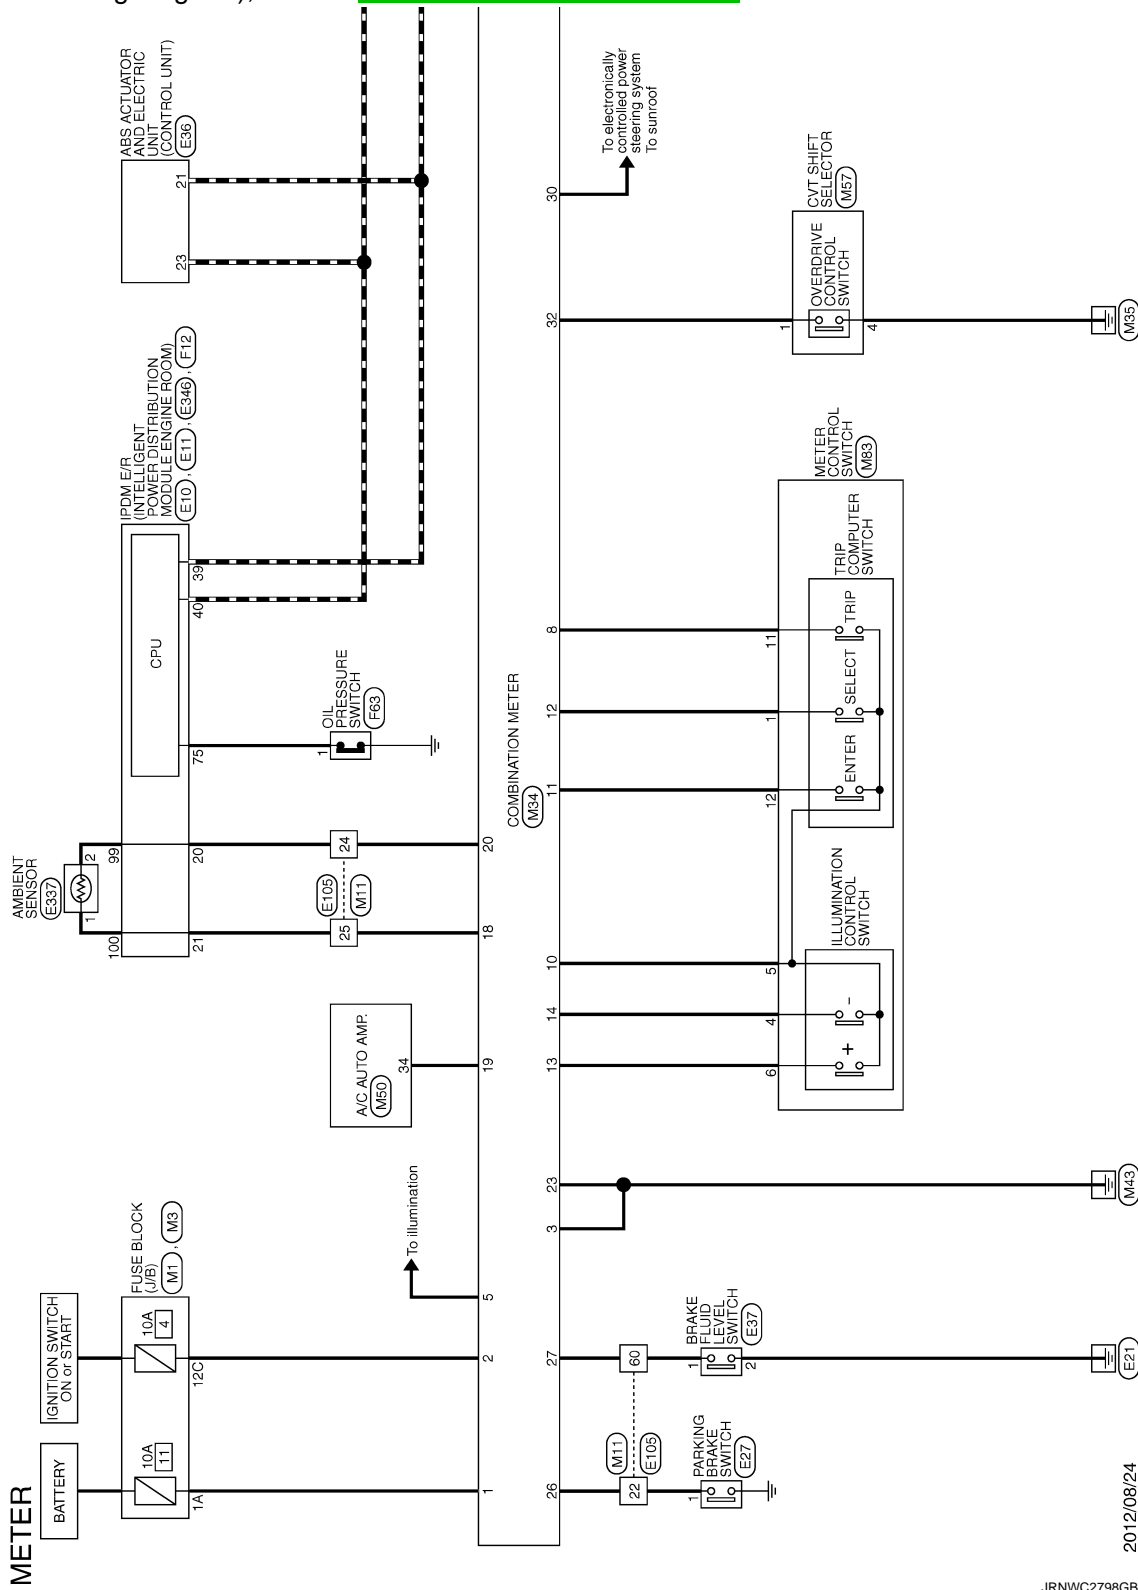 METER
BATTERY
IGNITION SWITCH
ON or START
FUSE BLOCK
(J/B)
M1 , M3
10A
11
10A
4
1A
12C
To illumination
A/C AUTO AMP.
M50
34
AMBIENT
SENSOR
E337
1
2
100
99
21
20
25
24
E105
M11
IPDM E/R
(INTELLIGENT
POWER DISTRIBUTION
MODULE ENGINE ROOM)
E10 , E11 , E346 , F12
CPU
75
40
39
1
OIL
PRESSURE
SWITCH
F63
ABS ACTUATOR
AND ELECTRIC
UNIT
(CONTROL UNIT)
E36
23
21
1
2
5
19
18
20
COMBINATION METER
M34
26
27
3
23
13
14
10
11
12
8
32
30
To electronically
controlled power
steering system
To sunroof
M11
E105
22
60
1
PARKING
BRAKE
SWITCH
E27
1
2
BRAKE
FLUID
LEVEL
SWITCH
E37
6
4
5
12
1
11
METER
CONTROL
SWITCH
M83
ILLUMINATION
CONTROL
SWITCH
+
-
TRIP
COMPUTER
SWITCH
ENTER
SELECT
TRIP
1
4
CVT SHIFT
SELECTOR
M57
OVERDRIVE
CONTROL
SWITCH
E21
M43
M35
2012/08/24
JRNWC2798GB